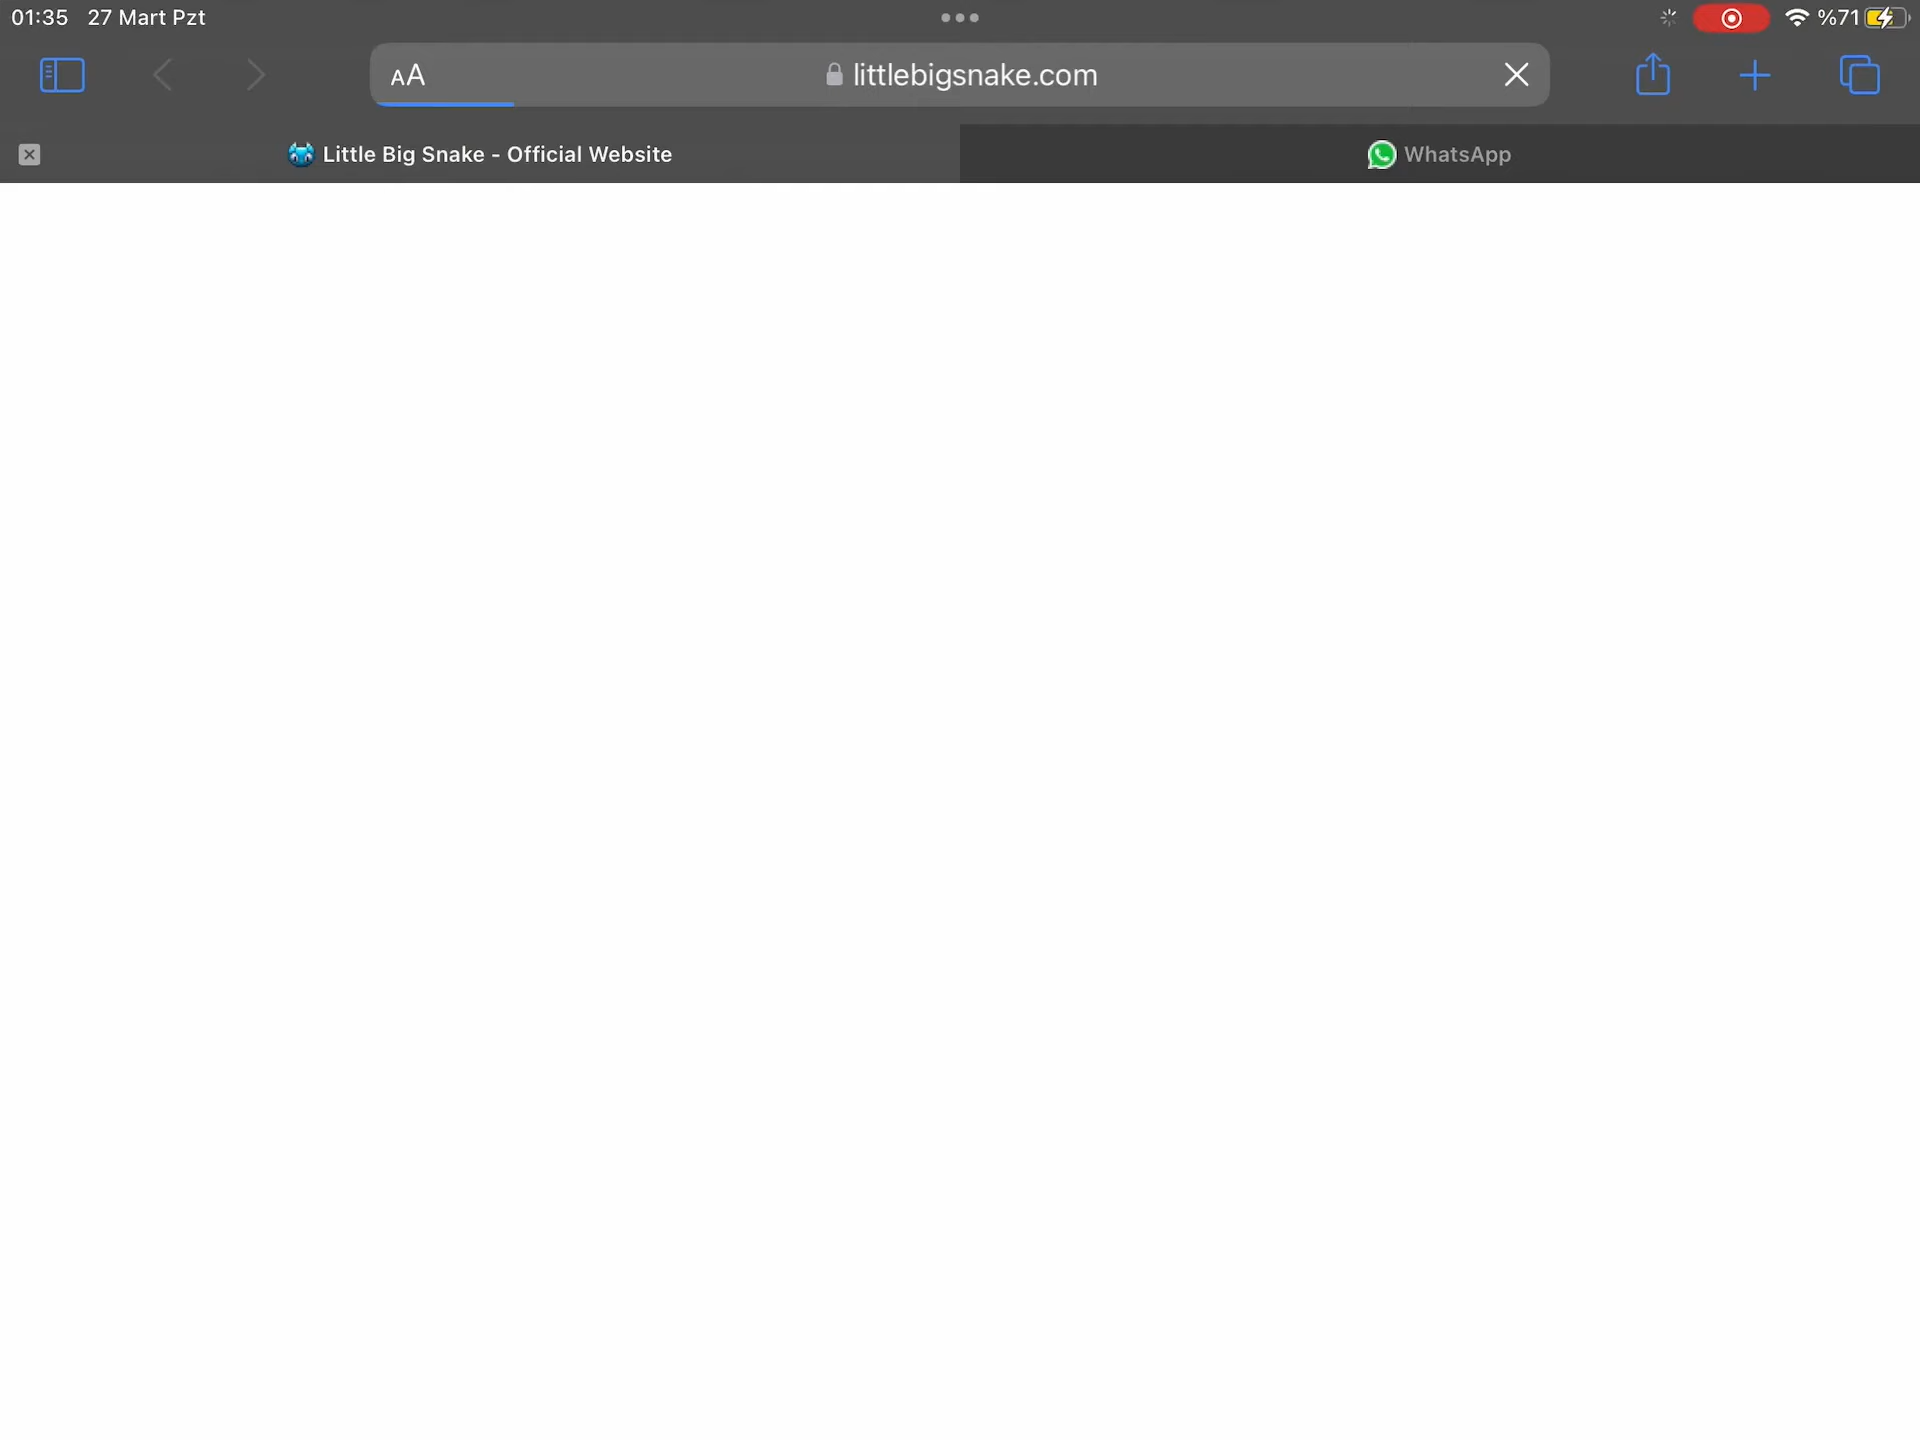 01:35 27 Mart Pzt
%71
AA
littlebigsnake.com
Little Big Snake - Official Website
WhatsApp